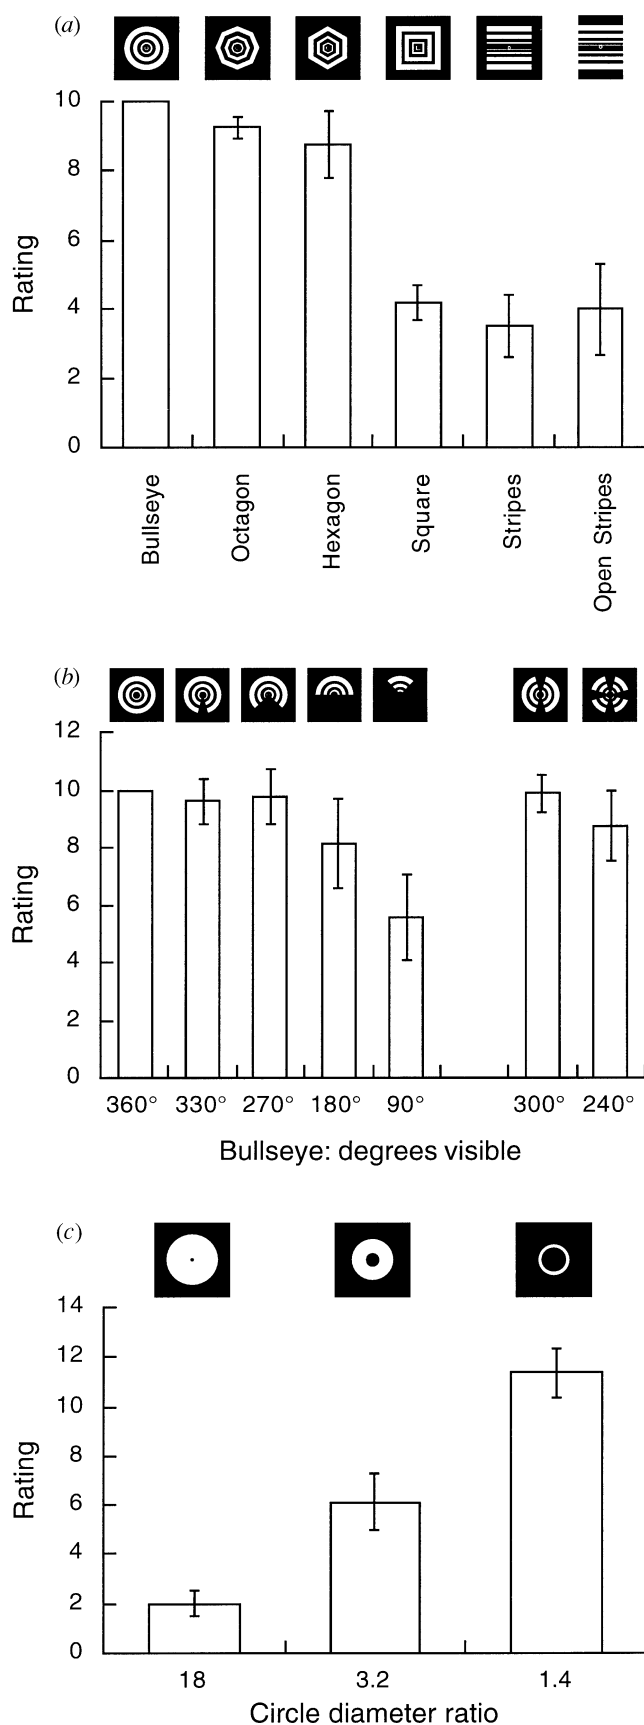 (a)
10
8
6
4
2
0
Rating
Bullseye
Octagon
Hexagon
Square
Stripes
Open Stripes
(b)
12
10
8
6
4
2
0
Rating
360° 330° 270° 180° 90° 300° 240°
Bullseye: degrees visible
(c)
14
12
10
8
6
4
2
0
Rating
18 3.2 1.4
Circle diameter ratio